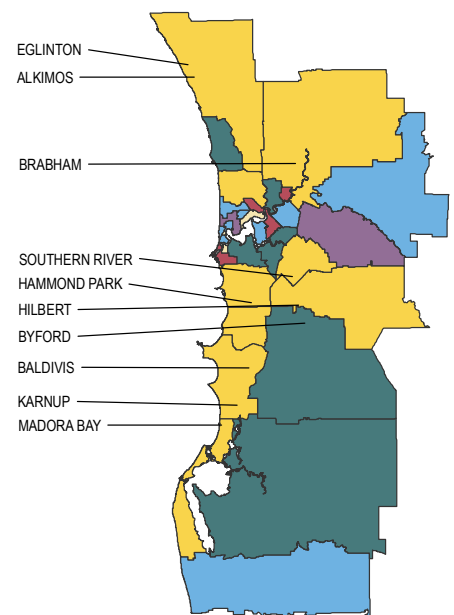 EGLINTON
ALKIMOS
BRABHAM
SOUTHERN RIVER
HAMMOND PARK
HILBERT
BYFORD
BALDIVIS
KARNUP
MADORA BAY